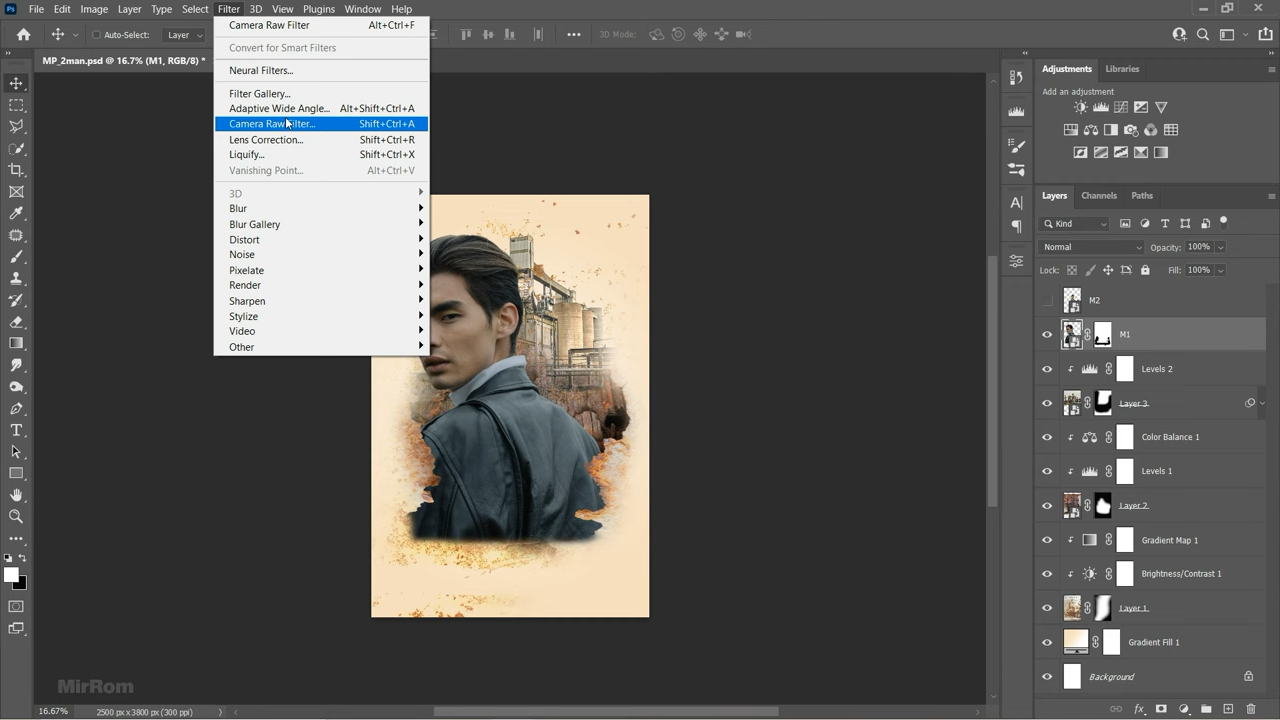 Ps File Edit Image Layer Type Select Filter 3D View Plugins Window Help
Auto-Select: Layer 3D Mode:
MP_2man.psd @ 16.7% (M1, RGB/8) *
Camera Raw Filter Alt+Ctrl+F
Convert for Smart Filters
Neural Filters...
Filter Gallery...
Adaptive Wide Angle... Alt+Shift+Ctrl+A
Camera Raw Filter... Shift+Ctrl+A
Lens Correction... Shift+Ctrl+R
Liquify... Shift+Ctrl+X
Vanishing Point... Alt+Ctrl+V
3D
Blur
Blur Gallery
Distort
Noise
Pixelate
Render
Sharpen
Stylize
Video
Other
Adjustments Libraries
Add an adjustment
Layers Channels Paths
Kind
Normal Opacity: 100%
Lock: Fill: 100%
M2
M1
Levels 2
Layer 3
Color Balance 1
Levels 1
Layer 2
Gradient Map 1
Brightness/Contrast 1
Layer 1
Gradient Fill 1
Background
MirRom
16.67% 2500 px x 3800 px (300 ppi)